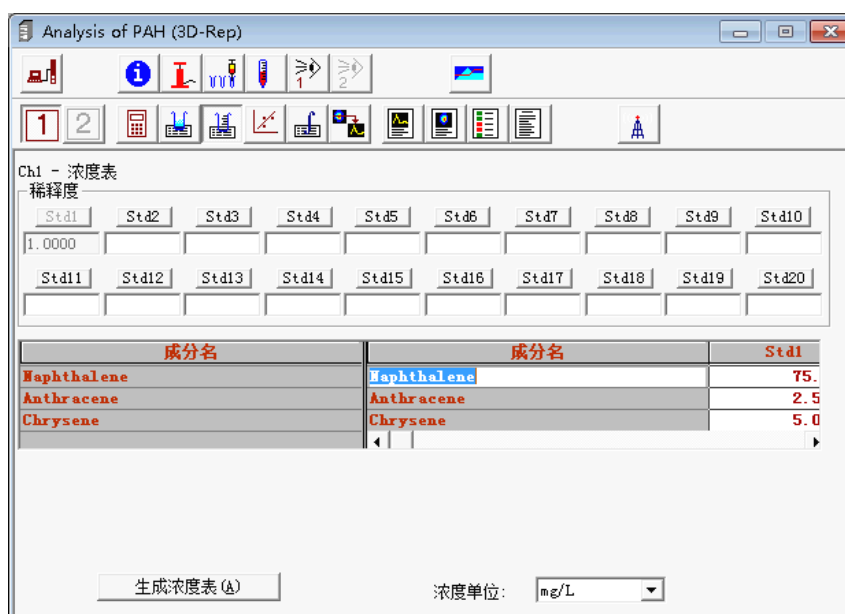 Analysis of PAH (3D-Rep)
1 2
1 2
Ch1 - 浓度表
稀释度
Std1 Std2 Std3 Std4 Std5 Std6 Std7 Std8 Std9 Std10
1.0000
Std11 Std12 Std13 Std14 Std15 Std16 Std17 Std18 Std19 Std20
成分名 成分名 Std1
Naphthalene Naphthalene 75.
Anthracene Anthracene 2.5
Chrysene Chrysene 5.0
生成浓度表(A) 浓度单位: mg/L